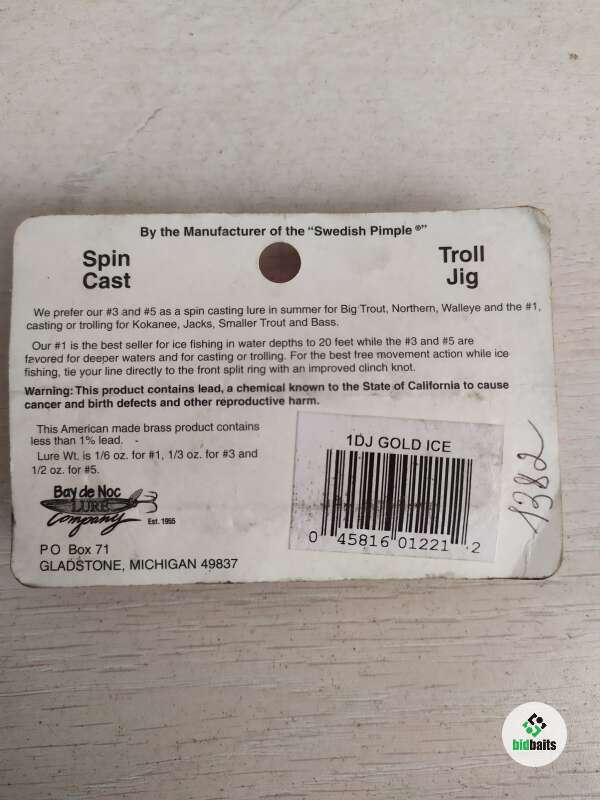 By the Manufacturer of the "Swedish Pimple ®"
Spin
Cast
Troll
Jig
We prefer our #3 and #5 as a spin casting lure in summer for Big Trout, Northern, Walleye and the #1,
casting or trolling for Kokanee, Jacks, Smaller Trout and Bass.
Our #1 is the best seller for ice fishing in water depths to 20 feet while the #3 and #5 are
favored for deeper waters and for casting or trolling. For the best free movement action while ice
fishing, tie your line directly to the front split ring with an improved clinch knot.
Warning: This product contains lead, a chemical known to the State of California to cause
cancer and birth defects and other reproductive harm.
This American made brass product contains
less than 1% lead.
Lure Wt. is 1/6 oz. for #1, 1/3 oz. for #3 and
1/2 oz. for #5.
Bay de Noc
LURE
Company
Est. 1955
PO Box 71
GLADSTONE, MICHIGAN 49837
1DJ GOLD ICE
0 45816 01221 2
1382
bidbaits